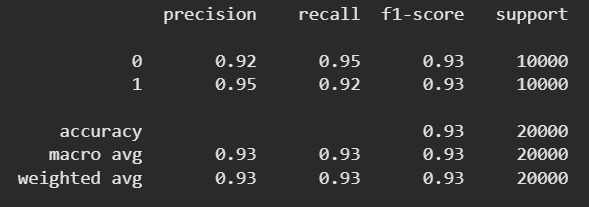 precision recall f1-score support
0 0.92 0.95 0.93 10000
1 0.95 0.92 0.93 10000
accuracy 0.93 20000
macro avg 0.93 0.93 0.93 20000
weighted avg 0.93 0.93 0.93 20000